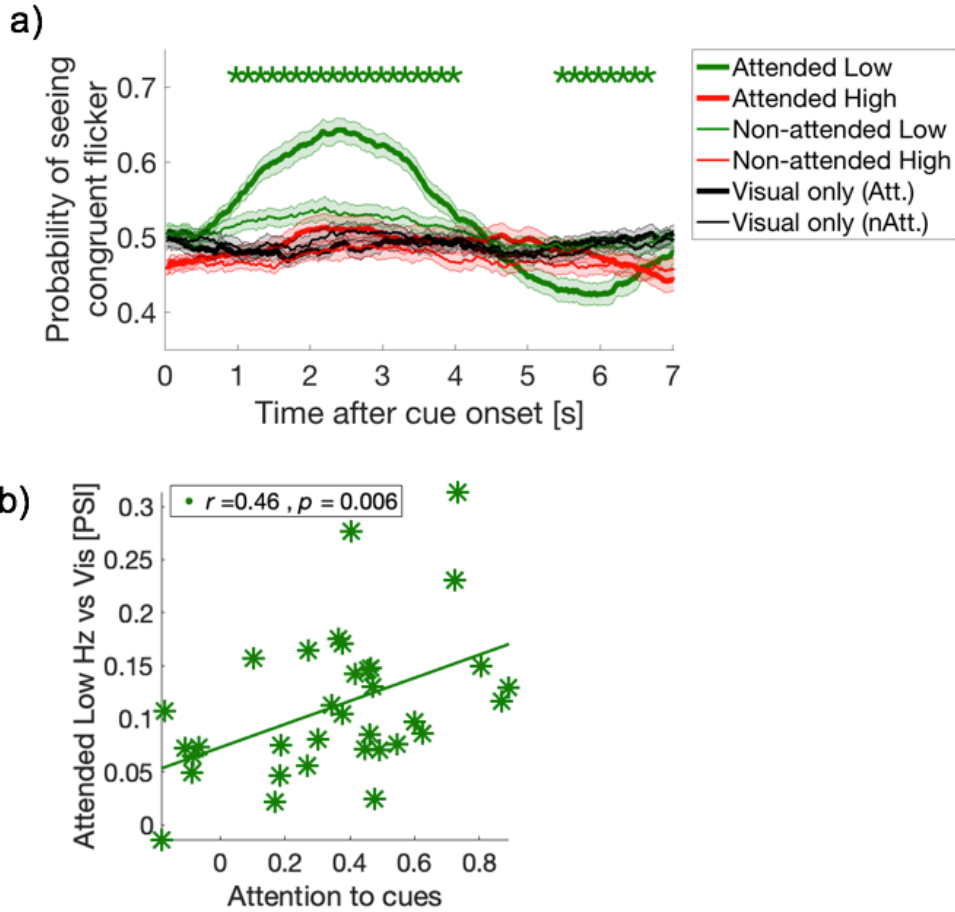 a)
Probability of seeing
congruent flicker
0.7
0.6
0.5
0.4
0 1 2 3 4 5 6 7
Time after cue onset [s]
Attended Low
Attended High
Non-attended Low
Non-attended High
Visual only (Att.)
Visual only (nAtt.)
b)
Attended Low Hz vs Vis [PSI]
r =0.46 , p = 0.006
0.3
0.25
0.2
0.15
0.1
0.05
0
0 0.2 0.4 0.6 0.8
Attention to cues